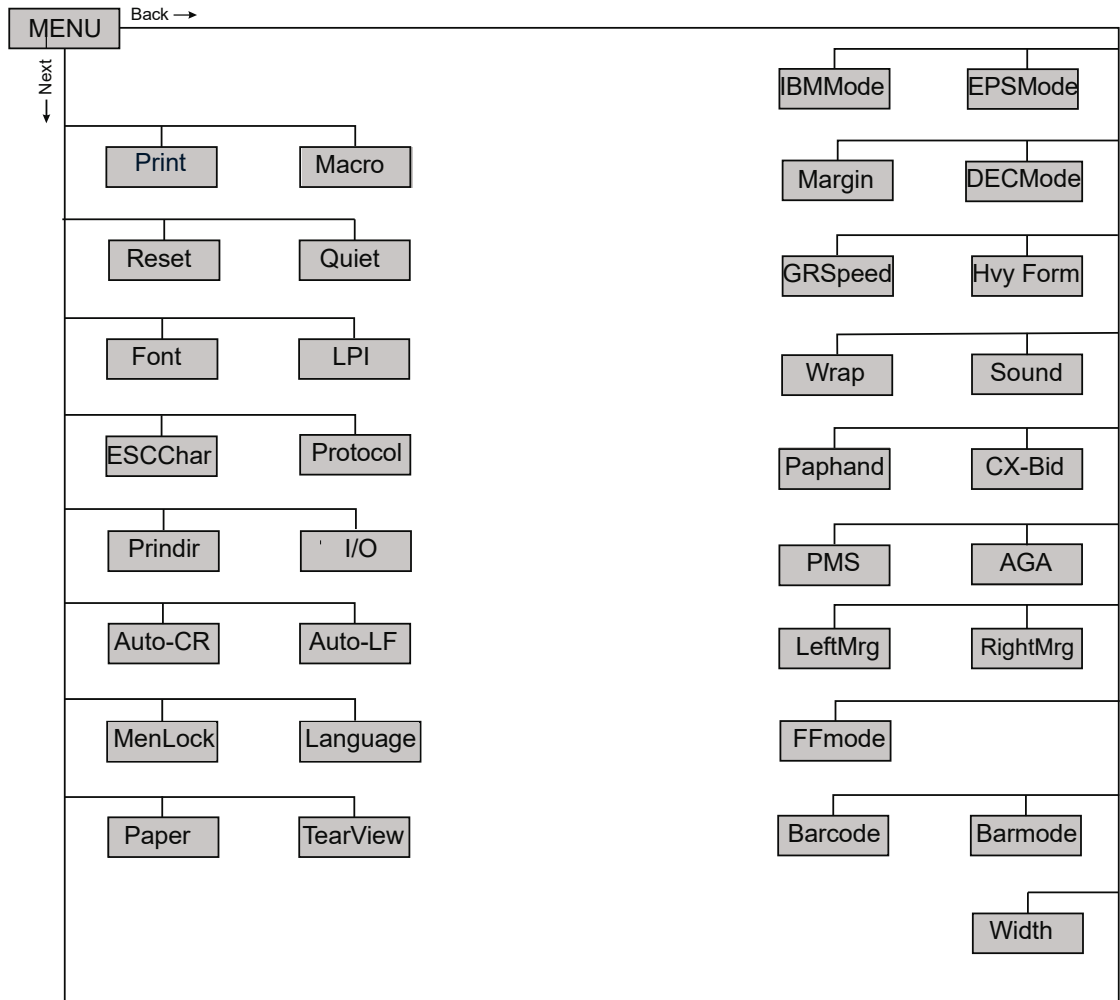 MENU
Back →
← Next
Print
Macro
Reset
Quiet
Font
LPI
ESCChar
Protocol
Prindir
I/O
Auto-CR
Auto-LF
MenLock
Language
Paper
TearView
IBMMode
EPSMode
Margin
DECMode
GRSpeed
Hvy Form
Wrap
Sound
Paphand
CX-Bid
PMS
AGA
LeftMrg
RightMrg
FFmode
Barcode
Barmode
Width